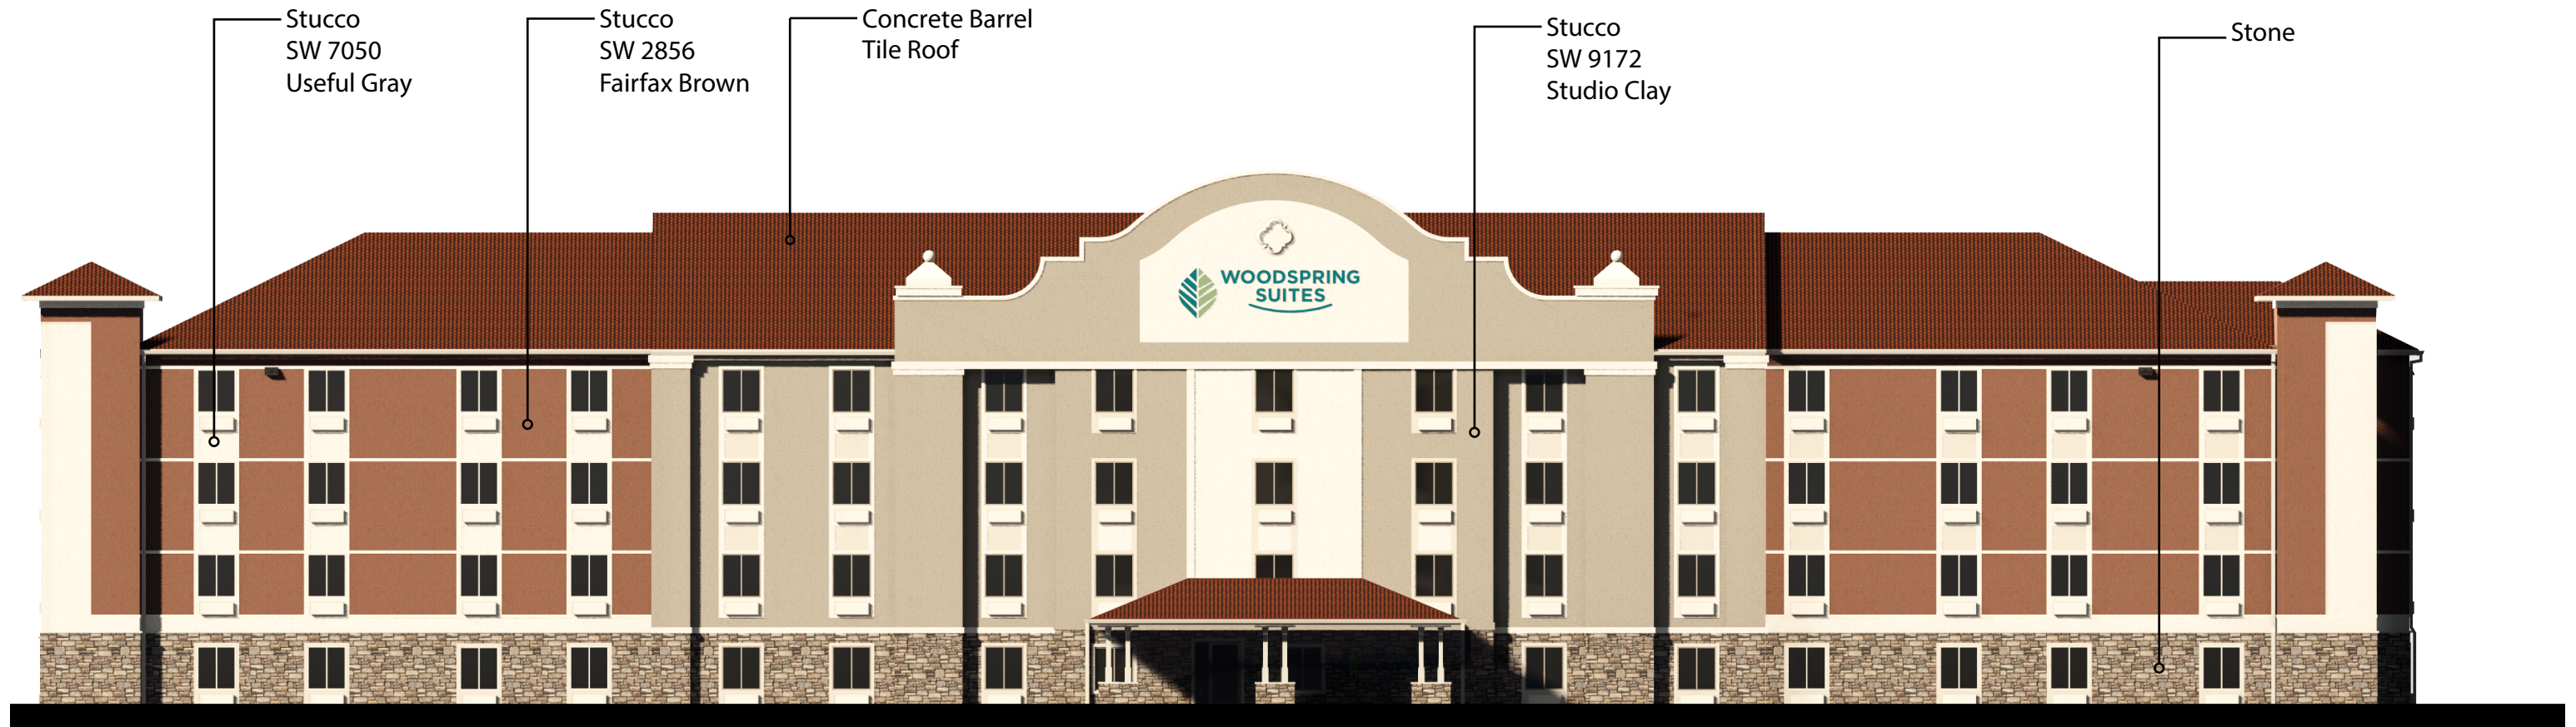 Stucco
SW 7050
Useful Gray
Stucco
SW 2856
Fairfax Brown
Concrete Barrel
Tile Roof
Stucco
SW 9172
Studio Clay
Stone
WOODSPRING
SUITES